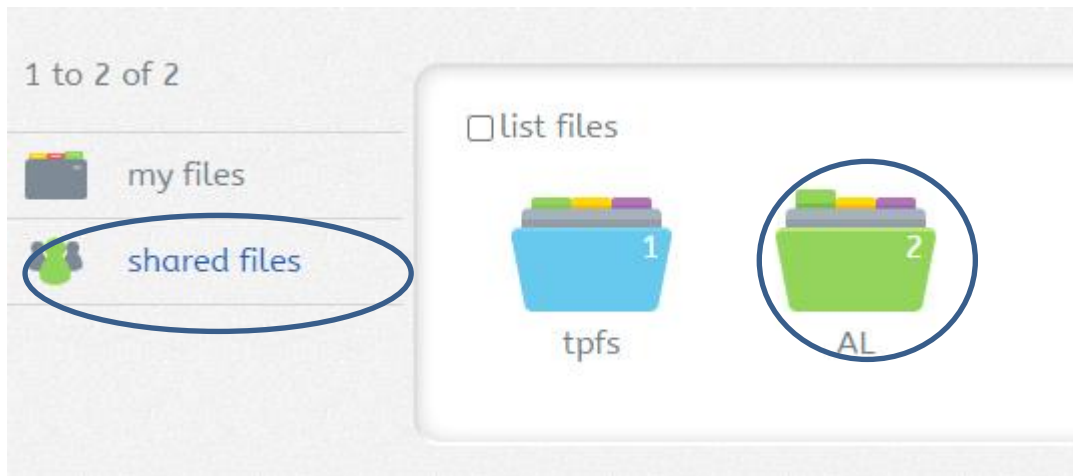 1 to 2 of 2
my files
shared files
list files
1
2
tpfs
AL